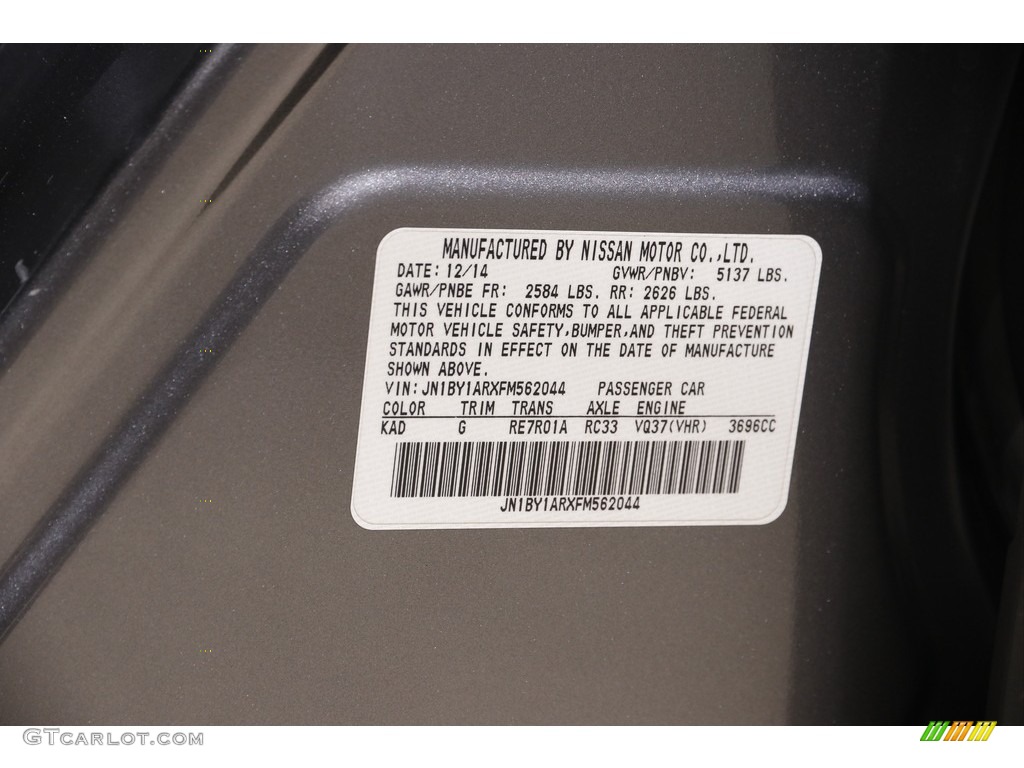 MANUFACTURED BY NISSAN MOTOR CO.,LTD.
DATE: 12/14 GVWR/PNBV: 5137 LBS.
GAWR/PNBE FR: 2584 LBS. RR: 2626 LBS.
THIS VEHICLE CONFORMS TO ALL APPLICABLE FEDERAL
MOTOR VEHICLE SAFETY,BUMPER,AND THEFT PREVENTION
STANDARDS IN EFFECT ON THE DATE OF MANUFACTURE
SHOWN ABOVE.
VIN: JN1BY1ARXFM562044 PASSENGER CAR
COLOR TRIM TRANS AXLE ENGINE
KAD G RE7R01A RC33 VQ37(VHR) 3696CC
JN1BY1ARXFM562044
GTCARLOT.COM